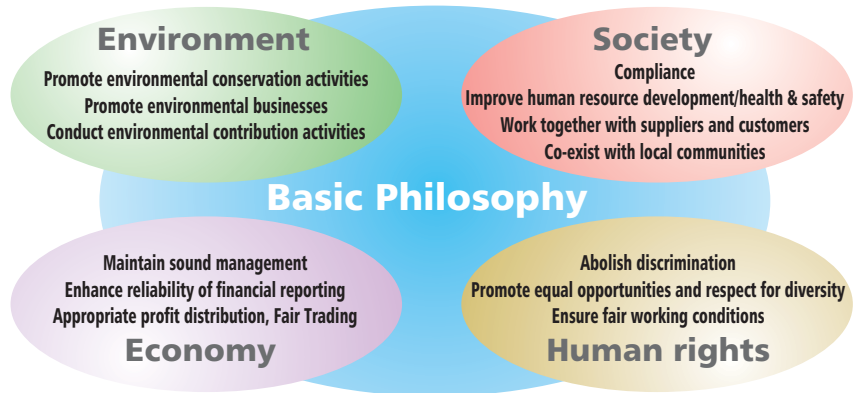 Environment
Promote environmental conservation activities
Promote environmental businesses
Conduct environmental contribution activities
Society
Compliance
Improve human resource development/health & safety
Work together with suppliers and customers
Co-exist with local communities
Basic Philosophy
Maintain sound management
Enhance reliability of financial reporting
Appropriate profit distribution, Fair Trading
Economy
Abolish discrimination
Promote equal opportunities and respect for diversity
Ensure fair working conditions
Human rights